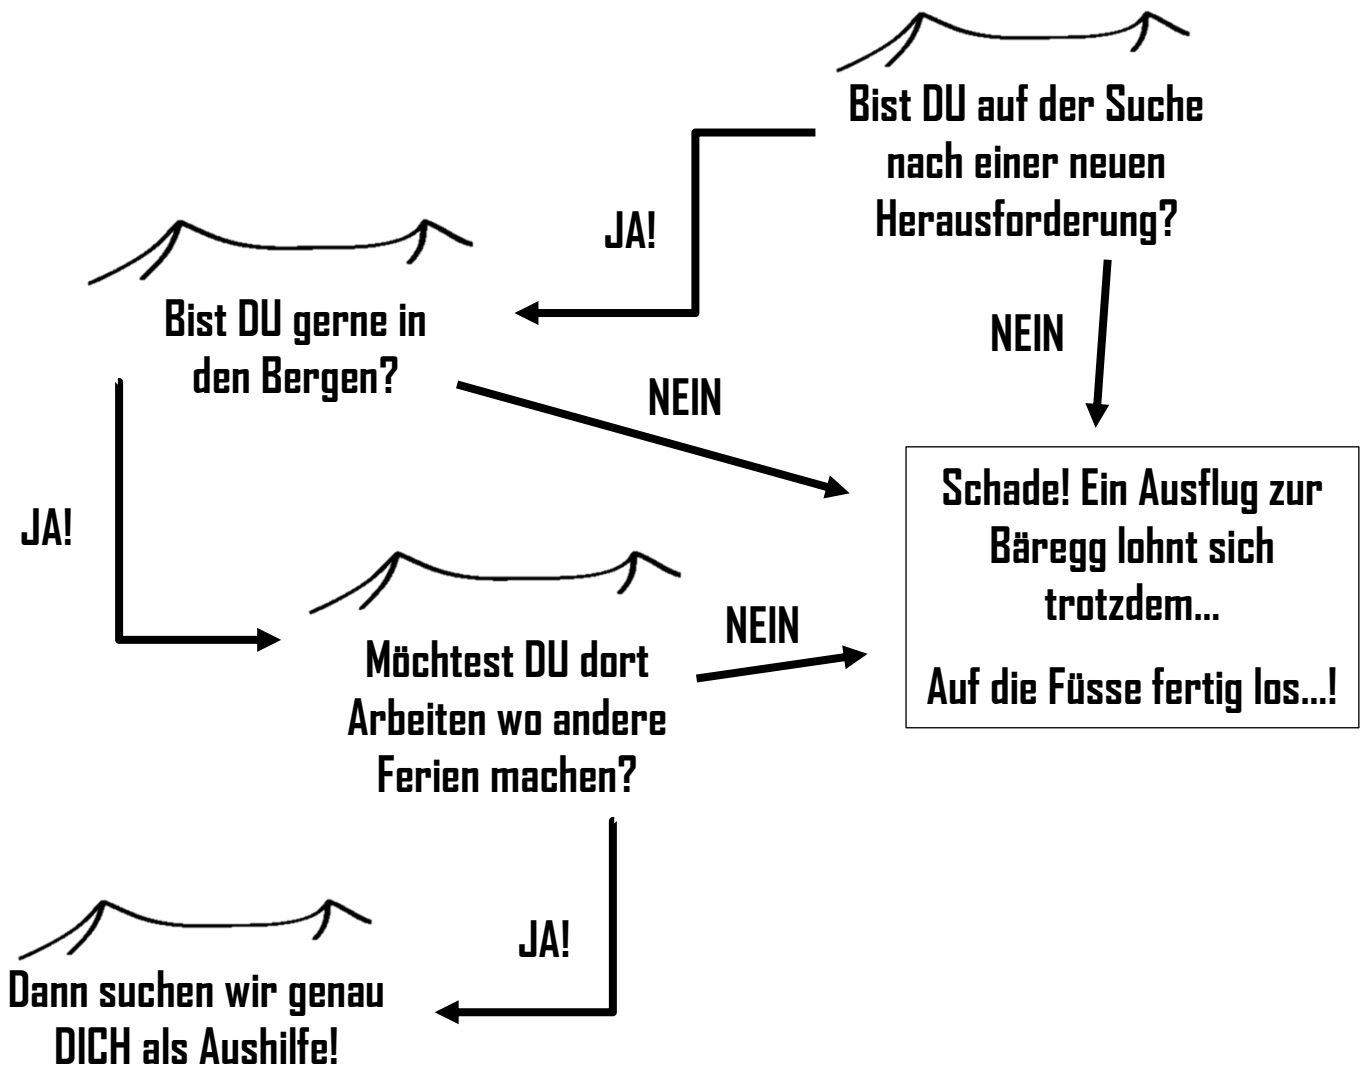 Bist DU auf der Suche
nach einer neuen
Herausforderung?
JA!
NEIN
Bist DU gerne in
den Bergen?
NEIN
JA!
Schade! Ein Ausflug zur
Bäregg lohnt sich
trotzdem...
Auf die Füsse fertig los...!
Möchtest DU dort
Arbeiten wo andere
Ferien machen?
NEIN
JA!
Dann suchen wir genau
DICH als Aushilfe!